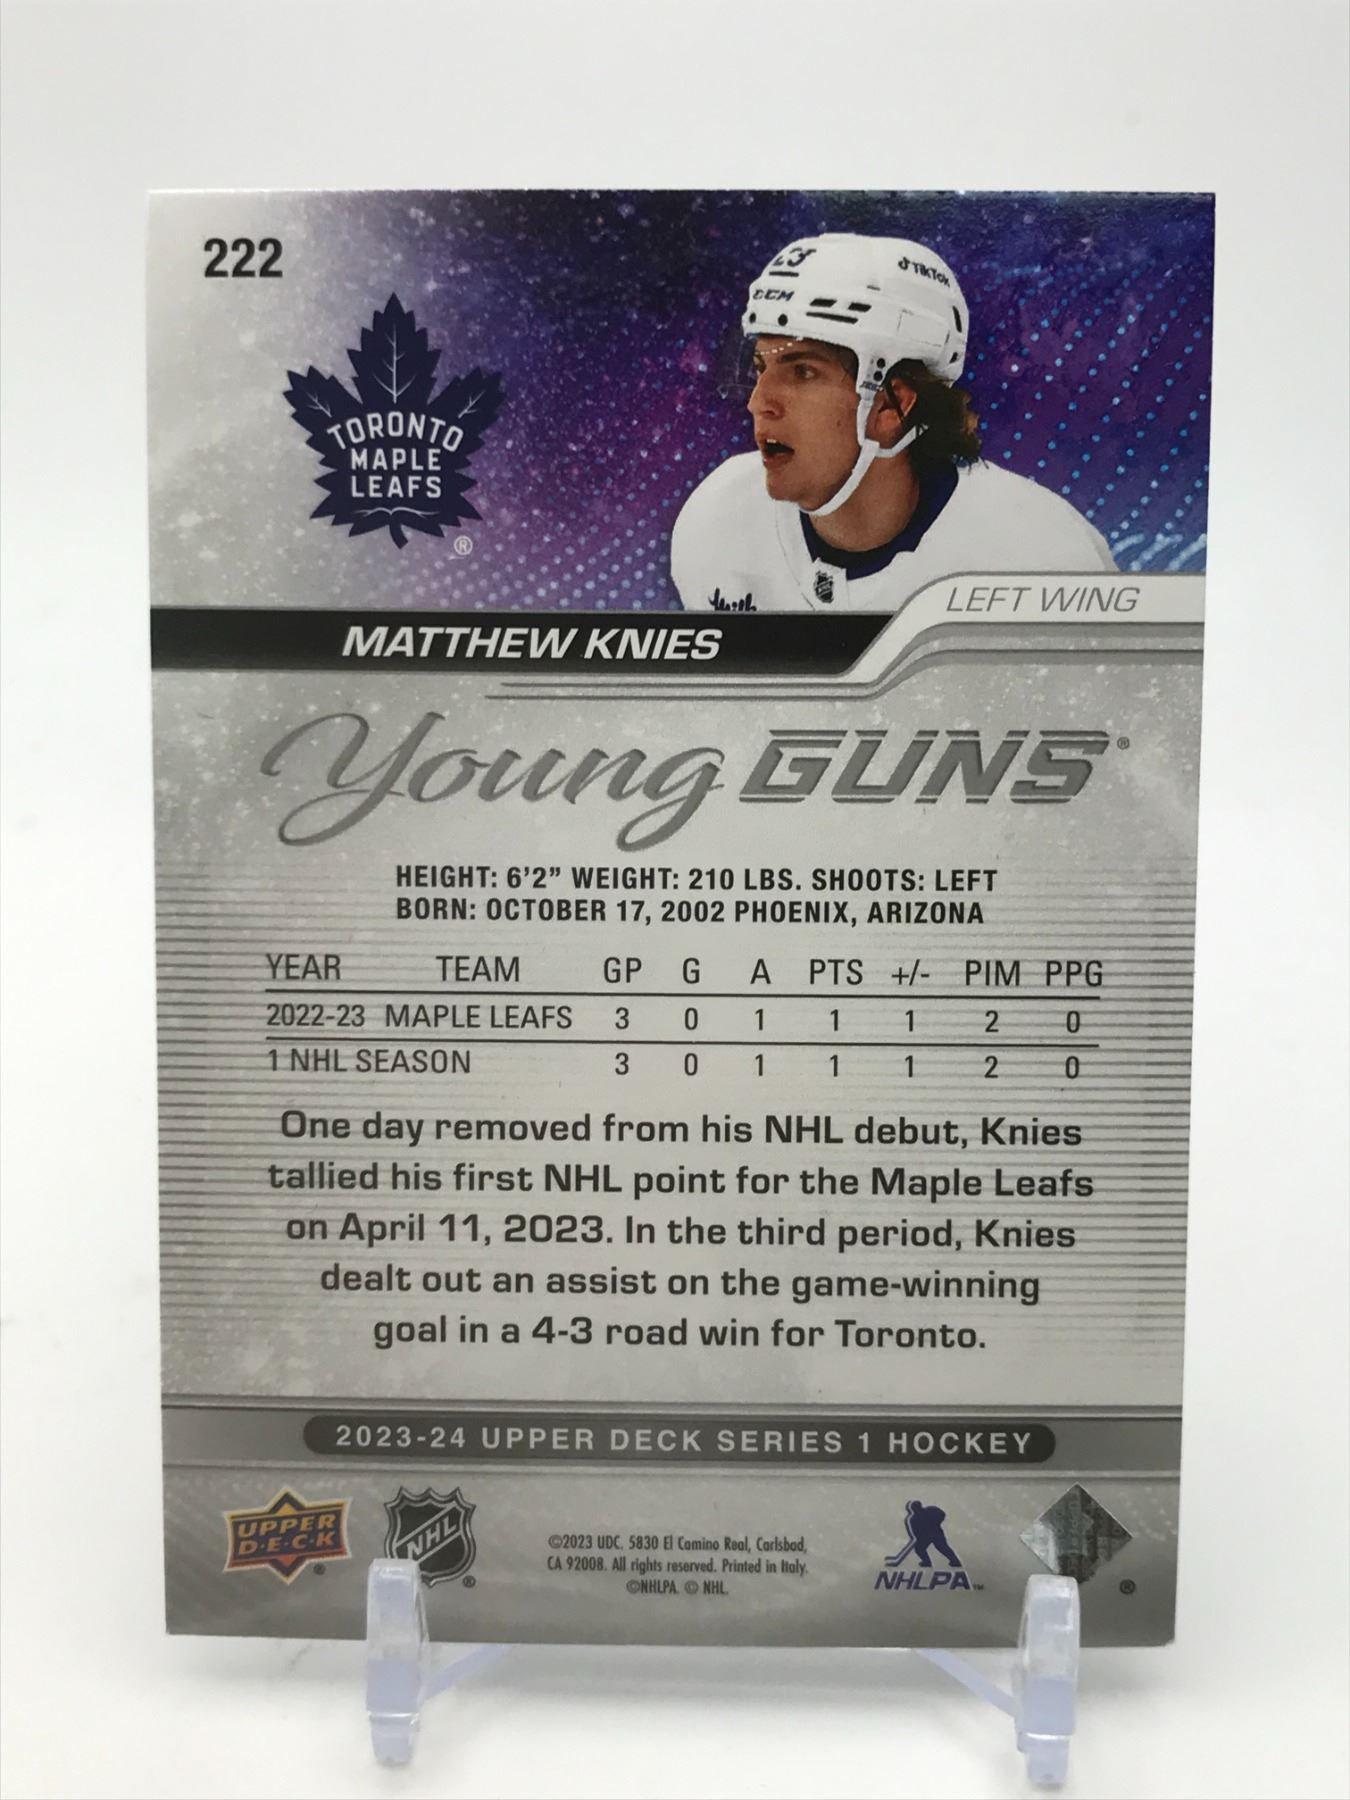 222
23
TikTok
CCM
TORONTO
MAPLE
LEAFS
®
LEFT WING
MATTHEW KNIES
Young GUNS®
HEIGHT: 6'2” WEIGHT: 210 LBS. SHOOTS: LEFT
BORN: OCTOBER 17, 2002 PHOENIX, ARIZONA
YEAR TEAM GP G A PTS +/- PIM PPG
2022-23 MAPLE LEAFS 3 0 1 1 1 2 0
1 NHL SEASON 3 0 1 1 1 2 0
One day removed from his NHL debut, Knies
tallied his first NHL point for the Maple Leafs
on April 11, 2023. In the third period, Knies
dealt out an assist on the game-winning
goal in a 4-3 road win for Toronto.
2023-24 UPPER DECK SERIES 1 HOCKEY
UPPER
D·E·C·K
®
NHL
®
©2023 UDC. 5830 El Camino Real, Carlsbad,
CA 92008. All rights reserved. Printed in Italy.
©NHLPA. © NHL.
NHLPA™
®